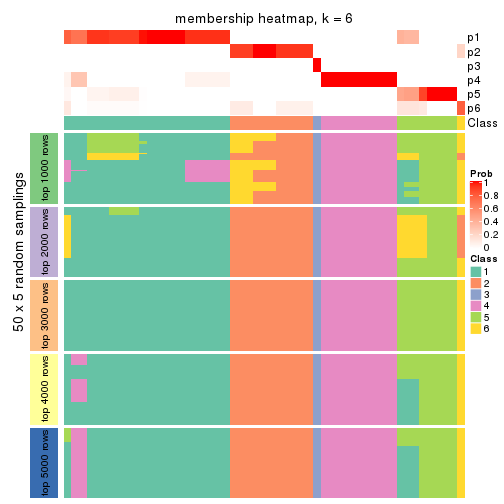 membership heatmap, k = 6
p1
p2
p3
p4
p5
p6
Class
50 x 5 random samplings
top 1000 rows
top 2000 rows
top 3000 rows
top 4000 rows
top 5000 rows
Prob
1
0.8
0.6
0.4
0.2
0
Class
1
2
3
4
5
6